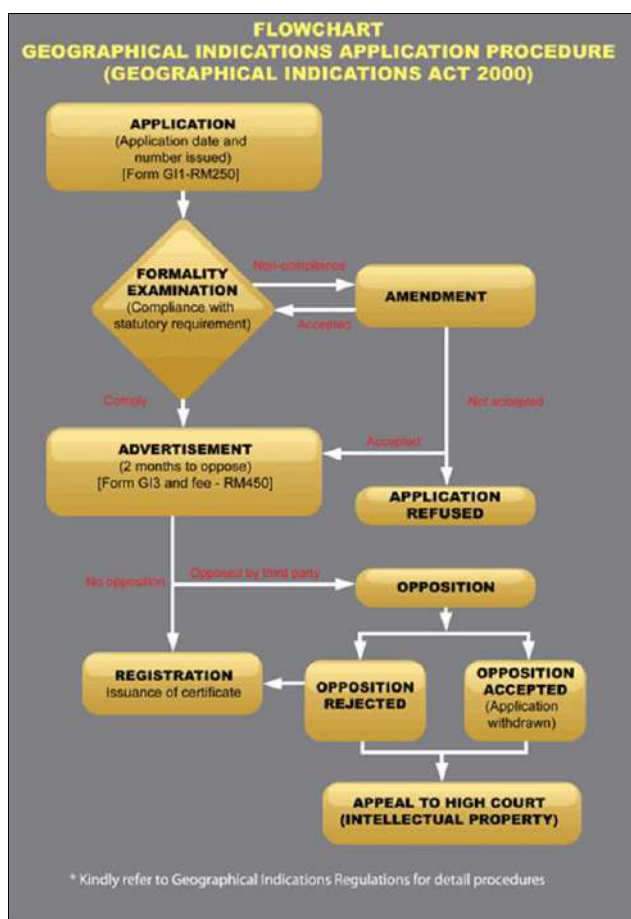 FLOWCHART
GEOGRAPHICAL INDICATIONS APPLICATION PROCEDURE
(GEOGRAPHICAL INDICATIONS ACT 2000)
APPLICATION
(Application date and
number issued)
[Form GI1-RM250]
FORMALITY
EXAMINATION
(Compliance with
statutory requirement)
Non-compliance
AMENDMENT
Accepted
Comply
Not accepted
ADVERTISEMENT
(2 months to oppose)
[Form GI3 and fee - RM450]
Accepted
APPLICATION
REFUSED
No opposition
Opposed by third party
OPPOSITION
REGISTRATION
Issuance of certificate
OPPOSITION
REJECTED
OPPOSITION
ACCEPTED
(Application
withdrawn)
APPEAL TO HIGH COURT
(INTELLECTUAL PROPERTY)
* Kindly refer to Geographical Indications Regulations for detail procedures